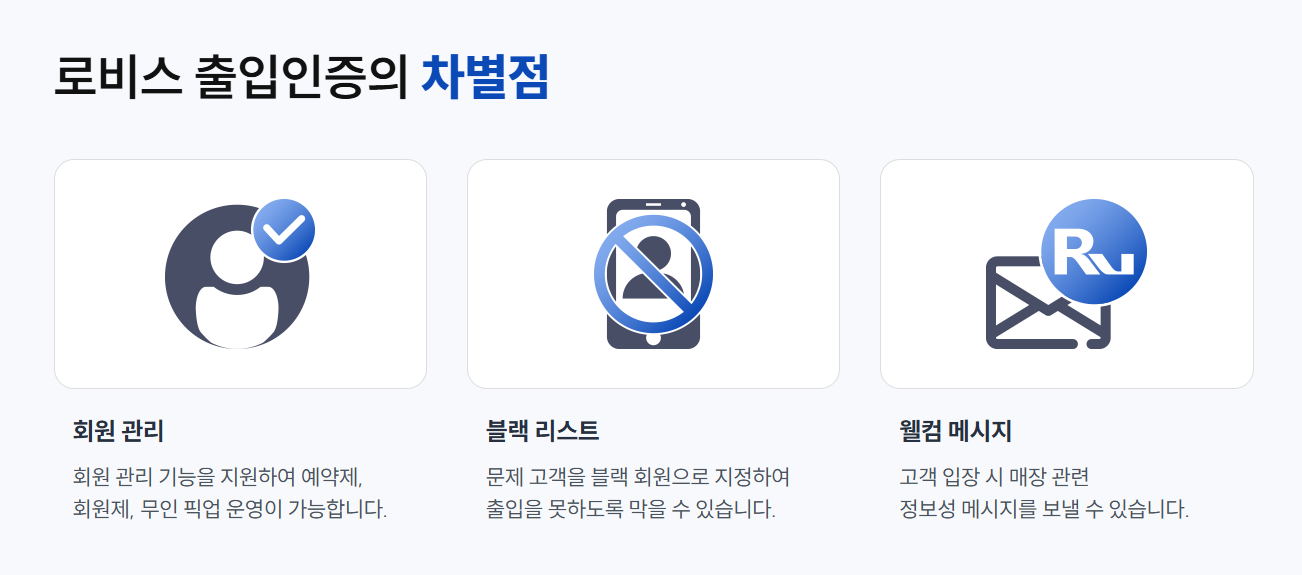 로비스 출입인증의 차별점
Ru
회원 관리
회원 관리 기능을 지원하여 예약제,
회원제, 무인 픽업 운영이 가능합니다.
블랙 리스트
문제 고객을 블랙 회원으로 지정하여
출입을 못하도록 막을 수 있습니다.
웰컴 메시지
고객 입장 시 매장 관련
정보성 메시지를 보낼 수 있습니다.